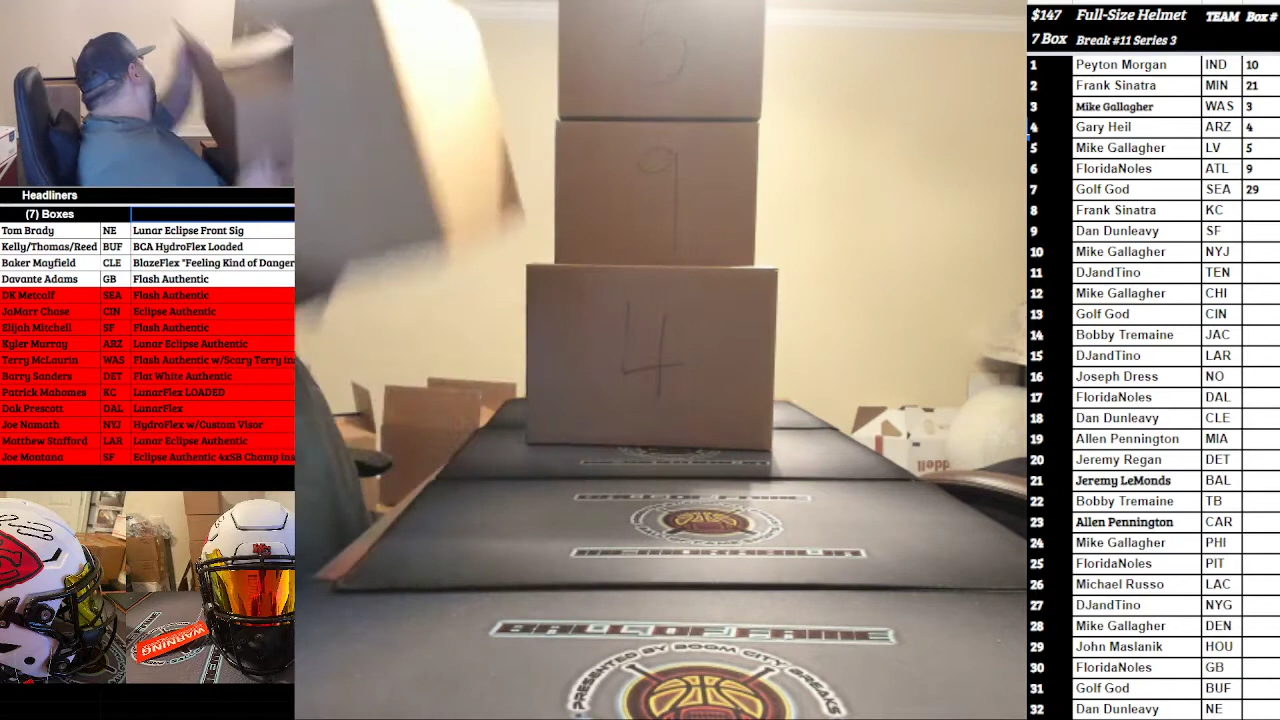 Headliners
(7) Boxes
Tom Brady NE Lunar Eclipse Front Sig
Kelly/Thomas/Reed BUF BCA HydroFlex Loaded
Baker Mayfield CLE BlazeFlex "Feeling Kind of Danger
Davante Adams GB Flash Authentic
DK Metcalf SEA Flash Authentic
JaMarr Chase CIN Eclipse Authentic
Elijah Mitchell SF Flash Authentic
Kyler Murray ARZ Lunar Eclipse Authentic
Terry McLaurin WAS Flash Authentic w/Scary Terry in
Barry Sanders DET Flat White Authentic
Patrick Mahomes KC LunarFlex LOADED
Dak Prescott DAL LunarFlex
Joe Namath NYJ HydroFlex w/Custom Visor
Matthew Stafford LAR Lunar Eclipse Authentic
Joe Montana SF Eclipse Authentic 4xSB Champ ins
WARNING
5
9
4
ddell
MEMORABILIA
HALL OF FAME
PRESENTED BY BOOM CITY BREAKS
$147 Full-Size Helmet TEAM Box #
7 Box Break #11 Series 3
1 Peyton Morgan IND 10
2 Frank Sinatra MIN 21
3 Mike Gallagher WAS 3
4 Gary Heil ARZ 4
5 Mike Gallagher LV 5
6 FloridaNoles ATL 9
7 Golf God SEA 29
8 Frank Sinatra KC
9 Dan Dunleavy SF
10 Mike Gallagher NYJ
11 DJandTino TEN
12 Mike Gallagher CHI
13 Golf God CIN
14 Bobby Tremaine JAC
15 DJandTino LAR
16 Joseph Dress NO
17 FloridaNoles DAL
18 Dan Dunleavy CLE
19 Allen Pennington MIA
20 Jeremy Regan DET
21 Jeremy LeMonds BAL
22 Bobby Tremaine TB
23 Allen Pennington CAR
24 Mike Gallagher PHI
25 FloridaNoles PIT
26 Michael Russo LAC
27 DJandTino NYG
28 Mike Gallagher DEN
29 John Maslanik HOU
30 FloridaNoles GB
31 Golf God BUF
32 Dan Dunleavy NE